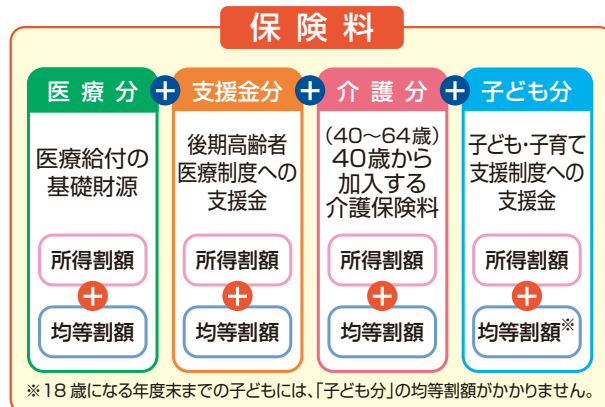 保険料
医療分 + 支援金分 + 介護分 + 子ども分
医療給付の
基礎財源
所得割額
+
均等割額
後期高齢者
医療制度への
支援金
所得割額
+
均等割額
(40〜64歳)
40歳から
加入する
介護保険料
所得割額
+
均等割額
子ども・子育て
支援制度への
支援金
所得割額
+
均等割額※
※18歳になる年度末までの子どもには、「子ども分」の均等割額がかかりません。